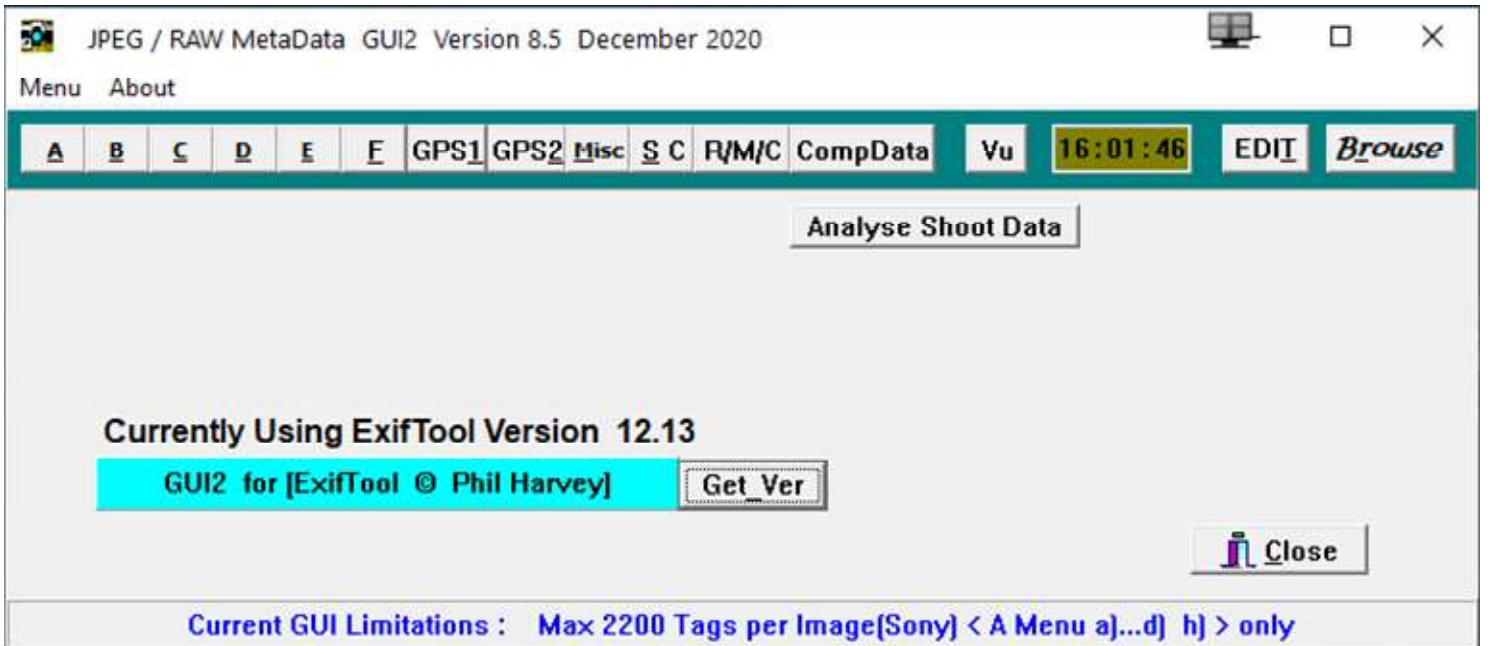 JPEG / RAW MetaData GUI2 Version 8.5 December 2020
Menu About
A B C D E F GPS1 GPS2 Misc S C R/M/C CompData Vu 16:01:46 EDIT Browse
Analyse Shoot Data
Currently Using ExifTool Version 12.13
GUI2 for [ExifTool © Phil Harvey] Get_Ver
Close
Current GUI Limitations : Max 2200 Tags per Image(Sony) < A Menu a)...d) h) > only